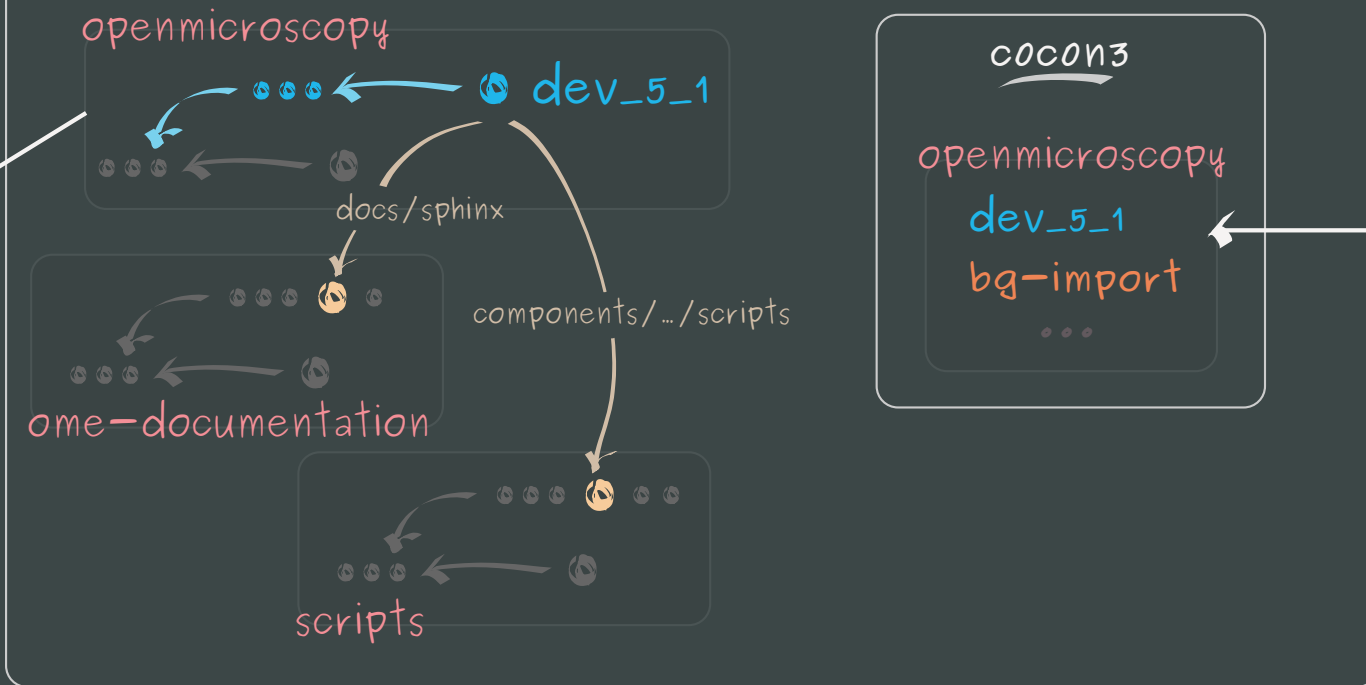 openmicroscopy
dev_5_1
docs/sphinx
components/.../scripts
ome-documentation
scripts
cocon3
openmicroscopy
dev_5_1
bg-import